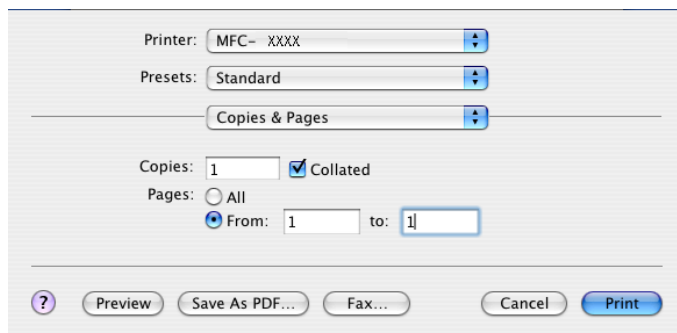 Printer: MFC- XXXX
Presets: Standard
Copies & Pages
Copies: 1 Collated
Pages: All
From: 1 to: 1
? Preview Save As PDF... Fax... Cancel Print